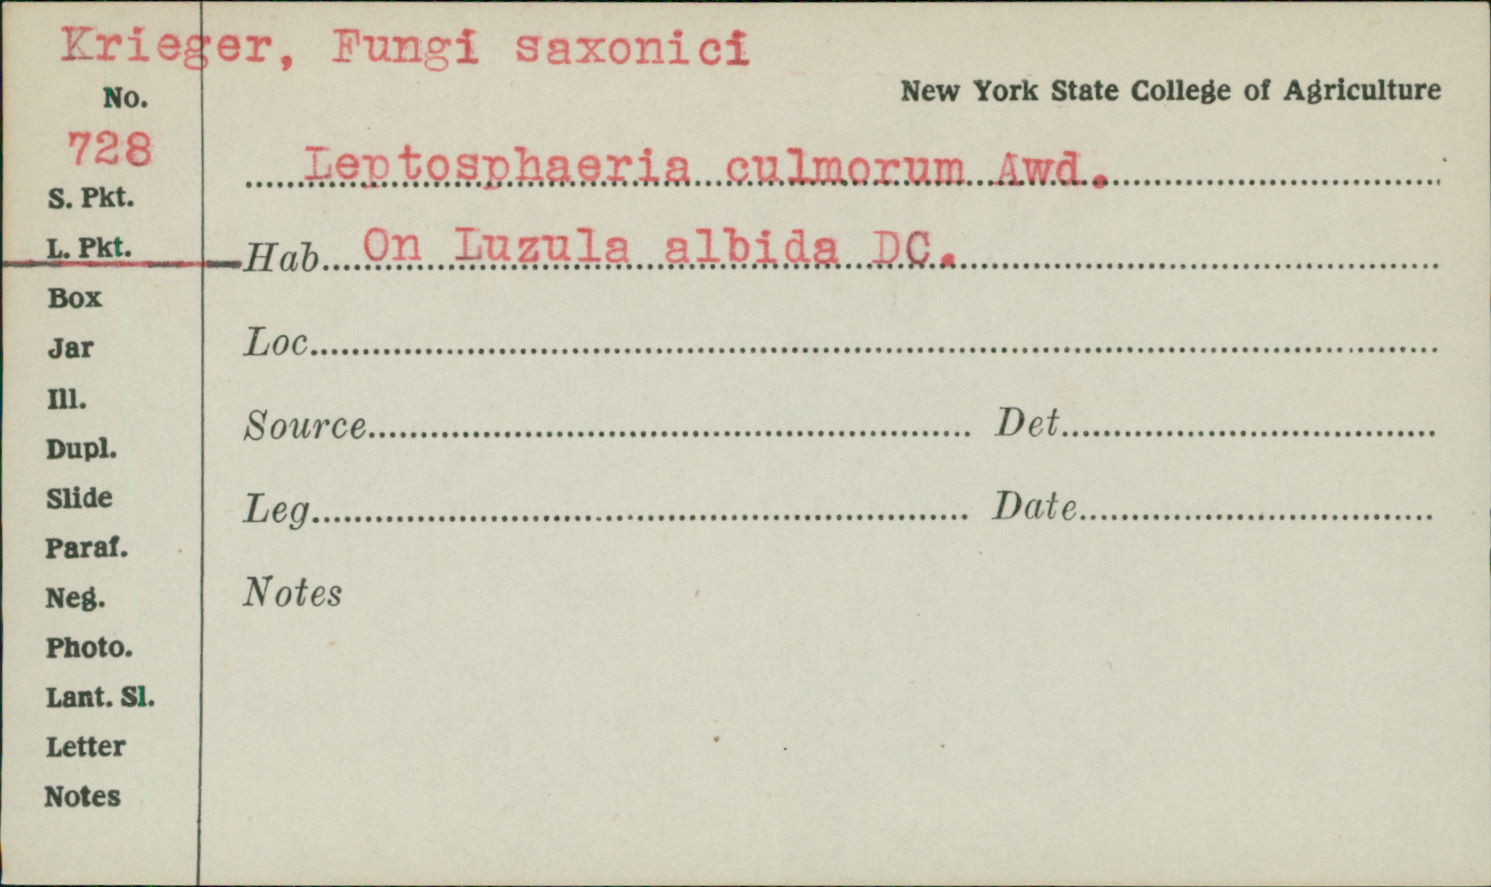 Krieger, Fungi saxonici
New York State College of Agriculture
No.
728
Leptosphaeria culmorum Awd.
S. Pkt.
L. Pkt.
Hab. On Luzula albida DC.
Box
Jar
Loc.
Ill.
Source Det.
Dupl.
Slide
Leg. Date
Paraf.
Neg.
Notes
Photo.
Lant. Sl.
Letter
Notes